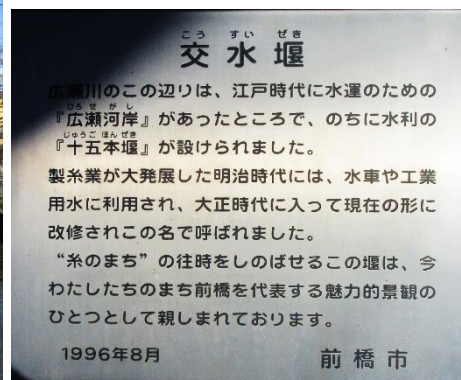 こう すい ぜき
交水堰
広瀬川のこの辺りは、江戸時代に水運のための
ひろせがし
『広瀬河岸』があったところで、のちに水利の
じゅうごほんぜき
『十五本堰』が設けられました。
製糸業が大発展した明治時代には、水車や工業
用水に利用され、大正時代に入って現在の形に
改修されこの名で呼ばれました。
“糸のまち”の往時をしのばせるこの堰は、今
わたしたちのまち前橋を代表する魅力的景観の
ひとつとして親しまれております。
1996年8月 前橋市